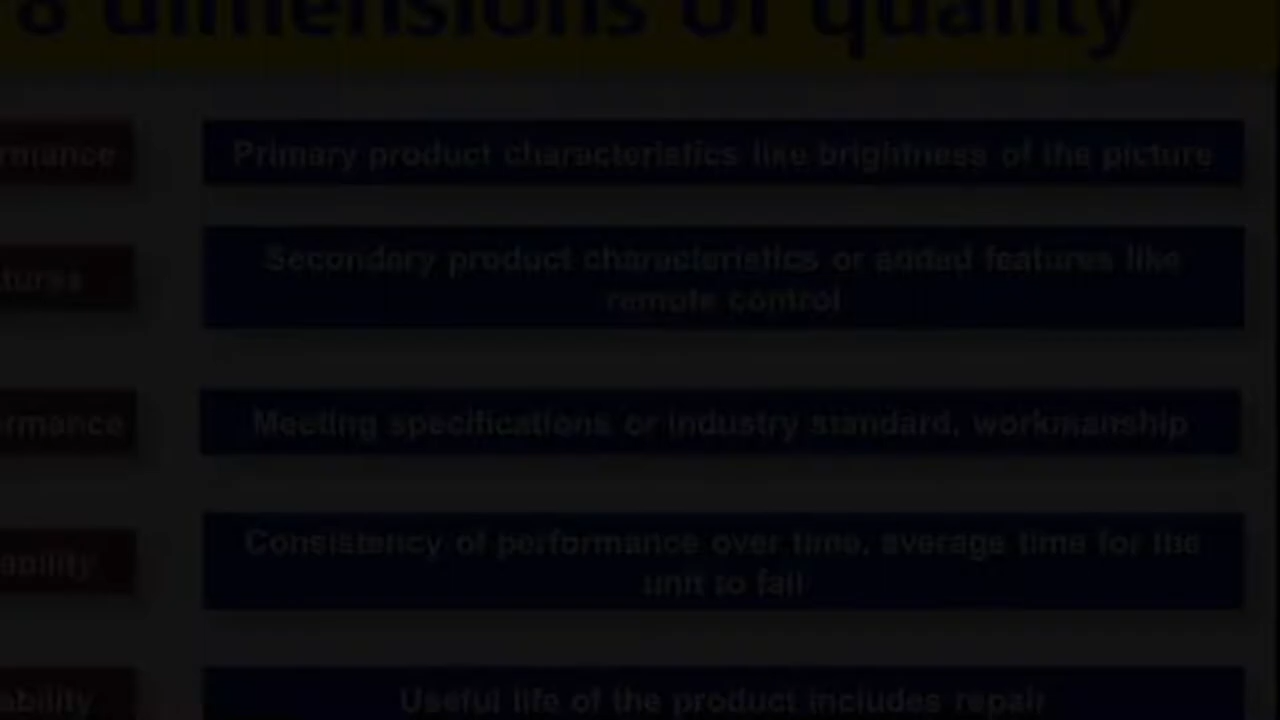 8 dimensions of quality
rmance
Primary product characteristics like brightness of the picture
tures
Secondary product characteristics or added features like
remote control
ormance
Meeting specifications or industry standard, workmanship
ability
Consistency of performance over time, average time for the
unit to fail
ability
Useful life of the product includes repair